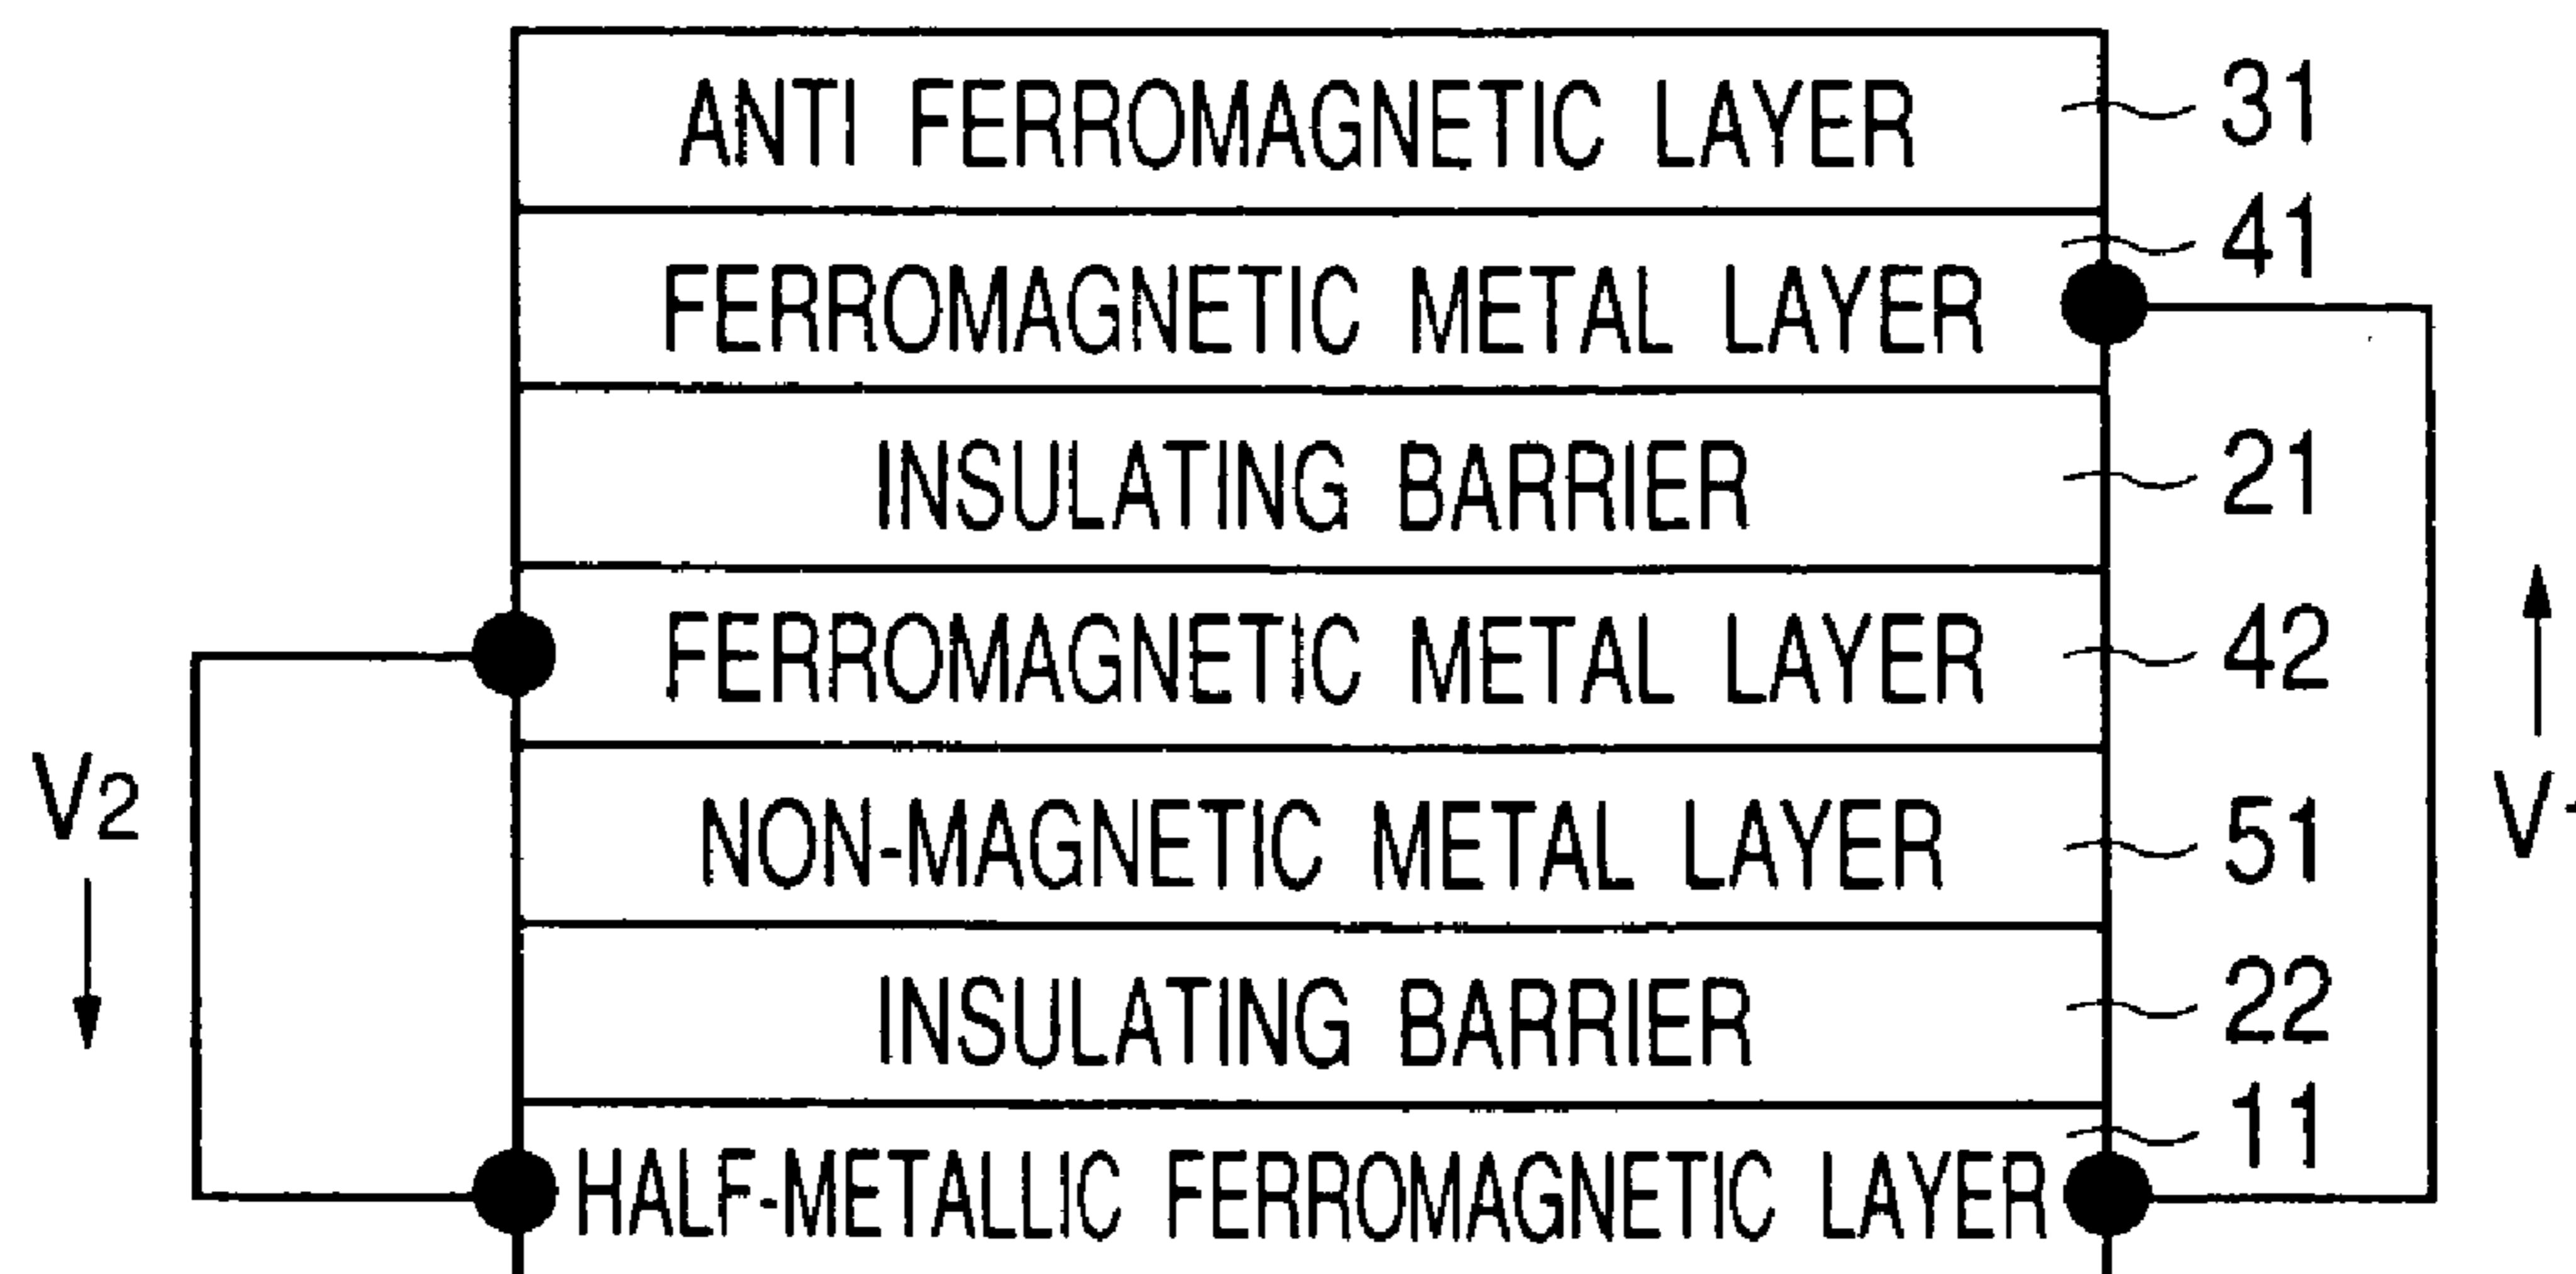 ANTI FERROMAGNETIC LAYER 31
FERROMAGNETIC METAL LAYER 41
INSULATING BARRIER 21
FERROMAGNETIC METAL LAYER 42
V2
NON-MAGNETIC METAL LAYER 51
INSULATING BARRIER 22
HALF-METALLIC FERROMAGNETIC LAYER 11